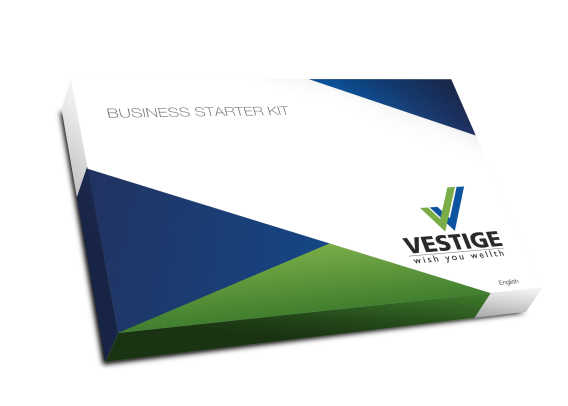 BUSINESS STARTER KIT
VESTIGE
wish you wellth
English